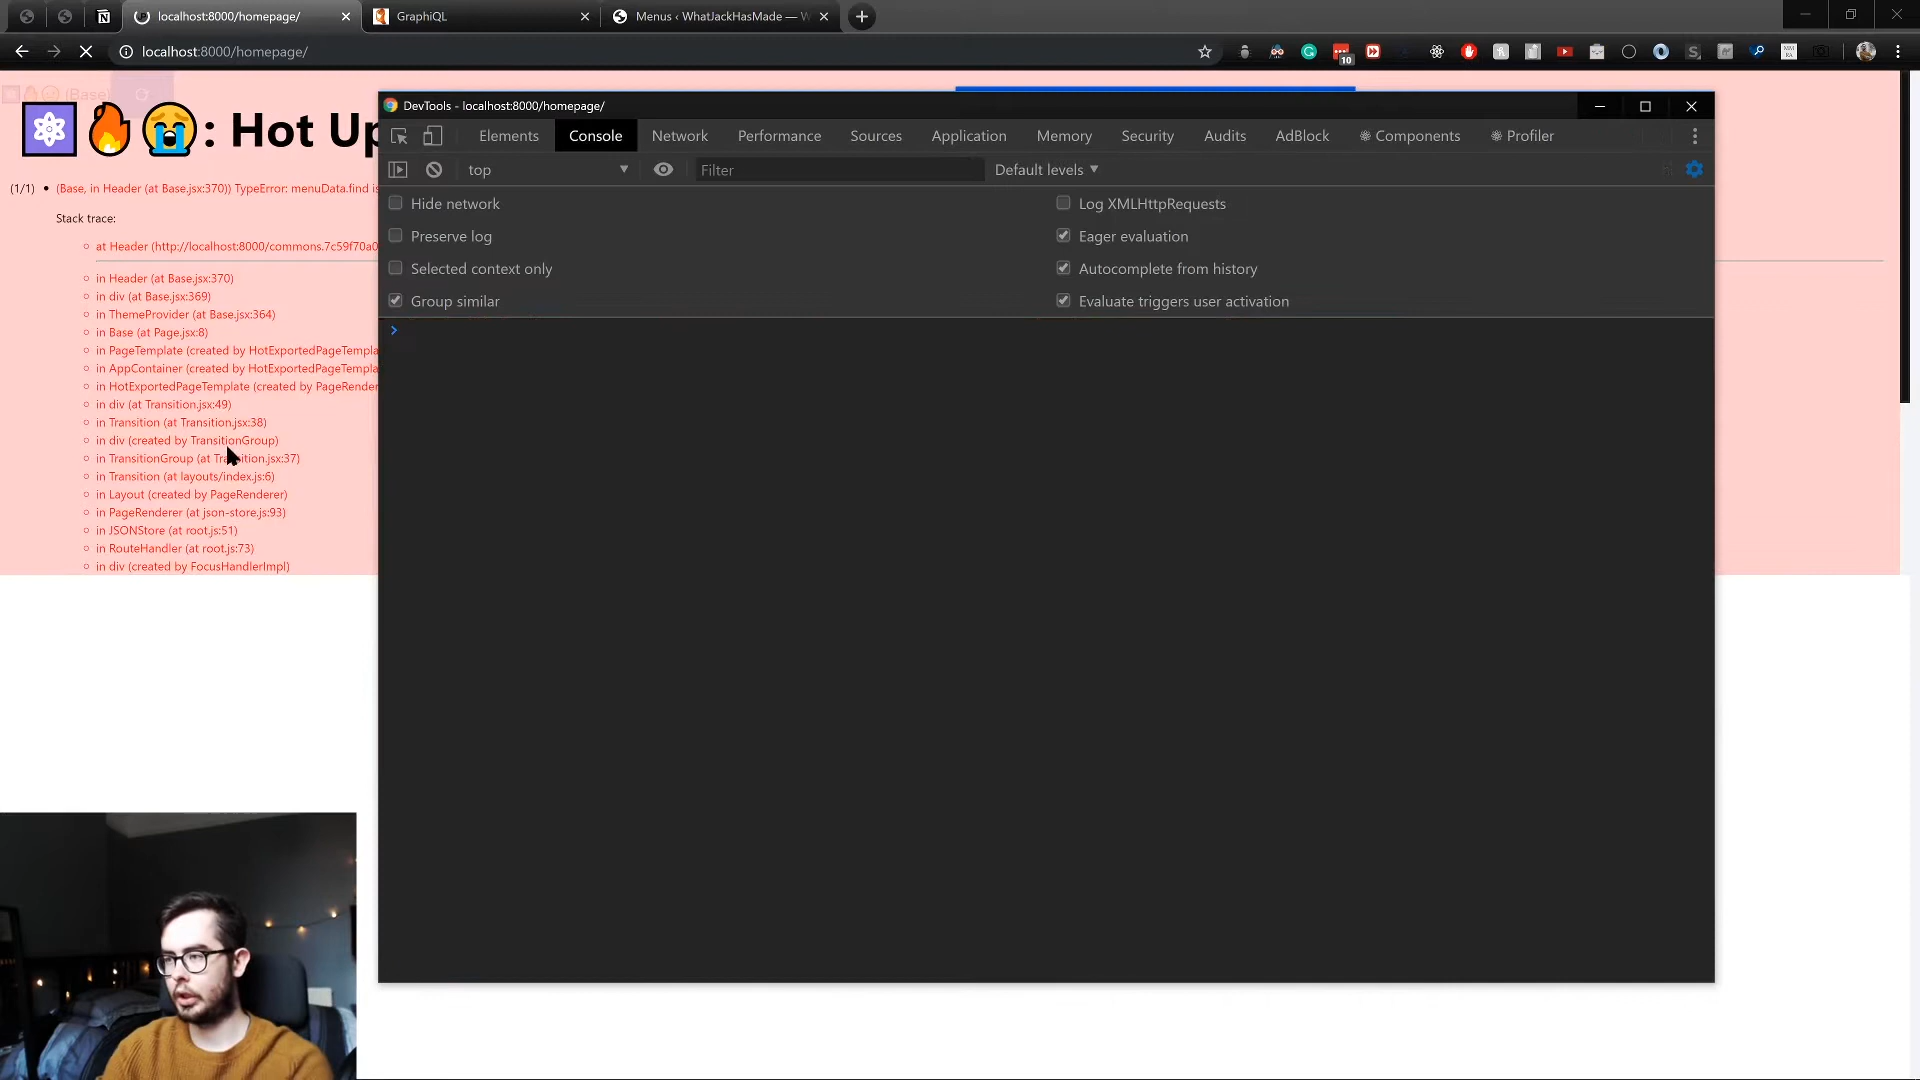 localhost:8000/homepage/
GraphiQL
Menus ‹ WhatJackHasMade — W
localhost:8000/homepage/
10
: Hot Up
(1/1)
(Base, in Header (at Base.jsx:370)) TypeError: menuData.find is
Stack trace:
at Header (http://localhost:8000/commons.7c59f70a0
in Header (at Base.jsx:370)
in div (at Base.jsx:369)
in ThemeProvider (at Base.jsx:364)
in Base (at Page.jsx:8)
in PageTemplate (created by HotExportedPageTempla
in AppContainer (created by HotExportedPageTempla
in HotExportedPageTemplate (created by PageRender
in div (at Transition.jsx:49)
in Transition (at Transition.jsx:38)
in div (created by TransitionGroup)
in TransitionGroup (at Transition.jsx:37)
in Transition (at layouts/index.js:6)
in Layout (created by PageRenderer)
in PageRenderer (at json-store.js:93)
in JSONStore (at root.js:51)
in RouteHandler (at root.js:73)
in div (created by FocusHandlerImpl)
DevTools - localhost:8000/homepage/
Elements Console Network Performance Sources Application Memory Security Audits AdBlock Components Profiler
top Filter Default levels
Hide network
Log XMLHttpRequests
Preserve log
Eager evaluation
Selected context only
Autocomplete from history
Group similar
Evaluate triggers user activation